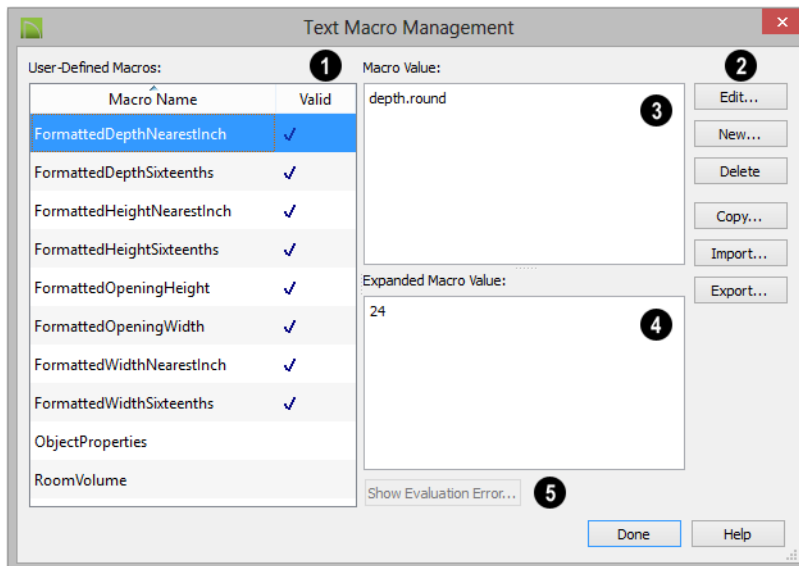 Text Macro Management
User-Defined Macros:
1
Macro Name
Valid
FormattedDepthNearestInch
FormattedDepthSixteenths
FormattedHeightNearestInch
FormattedHeightSixteenths
FormattedOpeningHeight
FormattedOpeningWidth
FormattedWidthNearestInch
FormattedWidthSixteenths
ObjectProperties
RoomVolume
Macro Value:
depth.round
3
Expanded Macro Value:
24
4
Show Evaluation Error...
5
2
Edit...
New...
Delete
Copy...
Import...
Export...
Done
Help